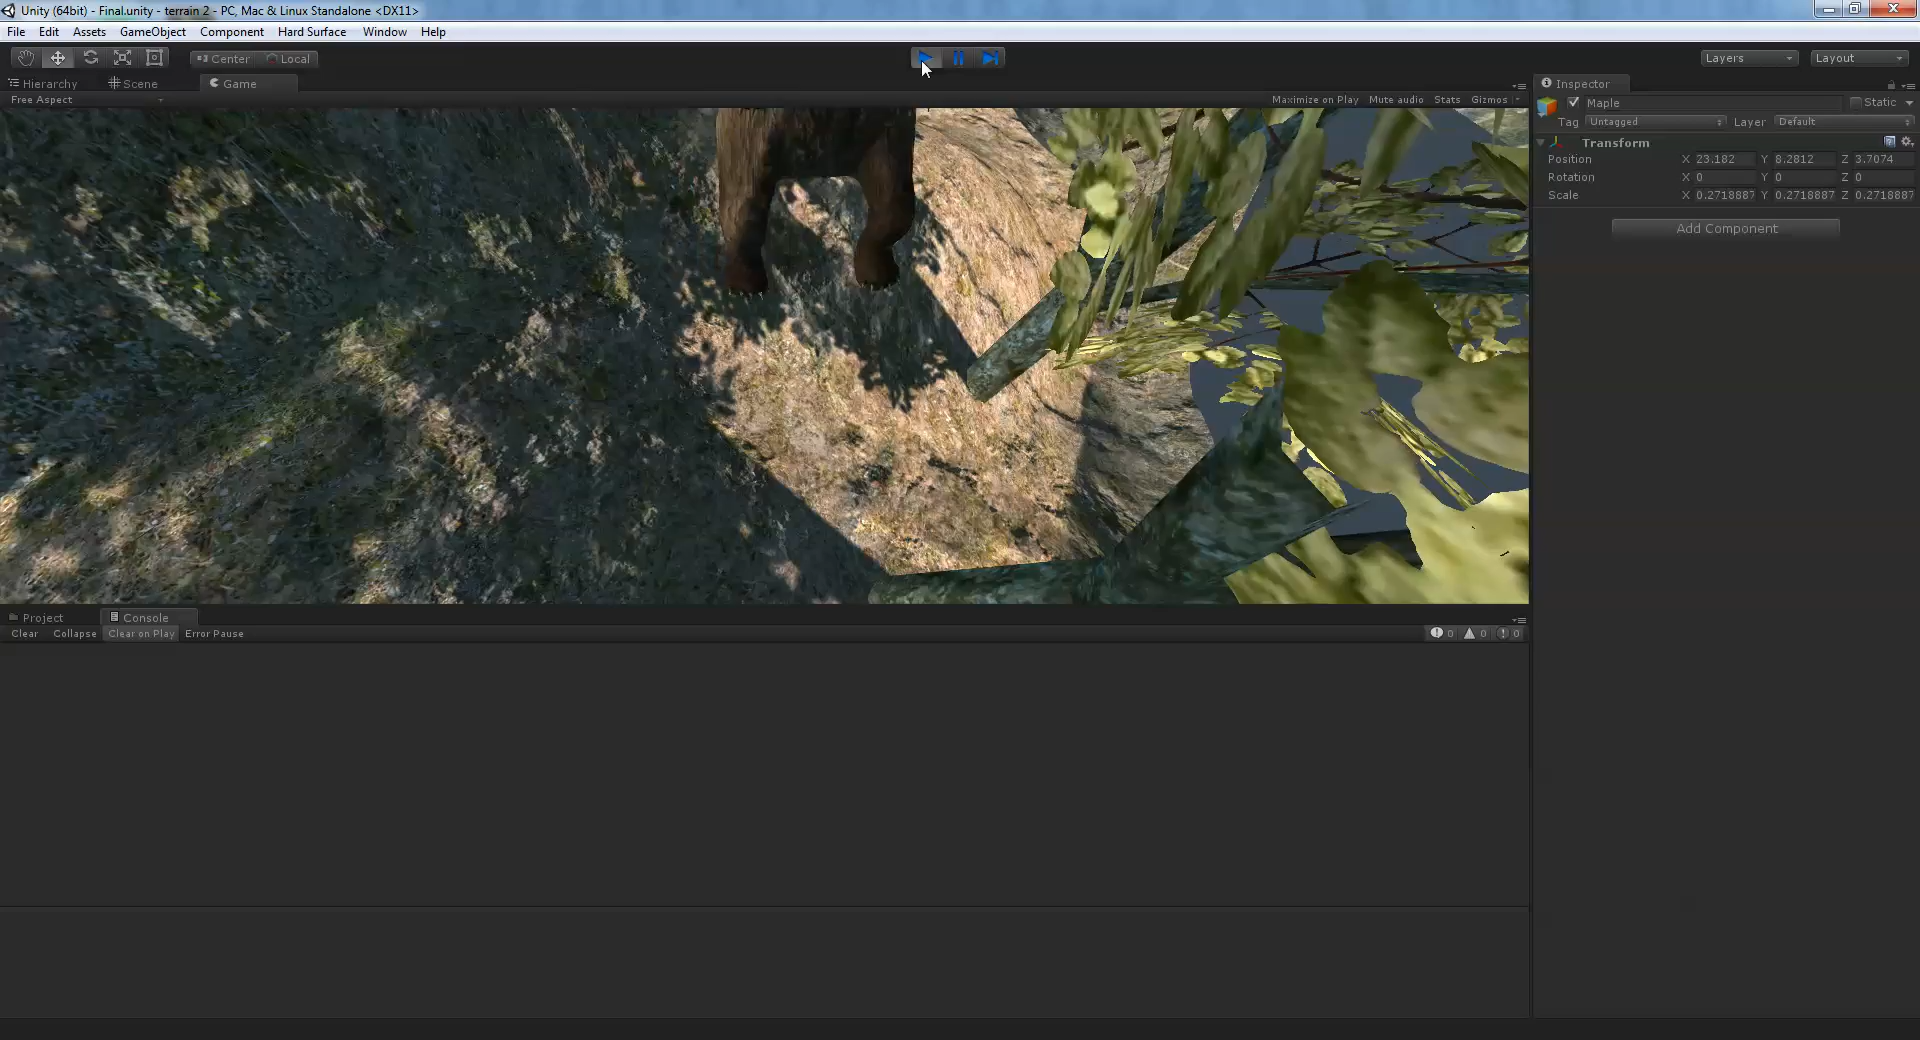 Unity (64bit) - Final.unity - terrain 2 - PC, Mac & Linux Standalone <DX11>
File Edit Assets GameObject Component Hard Surface Window Help
Center Local Layers Layout
Hierarchy Scene Game Inspector
Free Aspect Maximize on Play Mute audio Stats Gizmos
Maple Static
Tag Untagged Layer Default
Transform
Position X 23.182 Y 8.2812 Z 3.7074
Rotation X 0 Y 0 Z 0
Scale X 0.2718887 Y 0.2718887 Z 0.2718887
Add Component
Project Console
Clear Collapse Clear on Play Error Pause 0 0 0